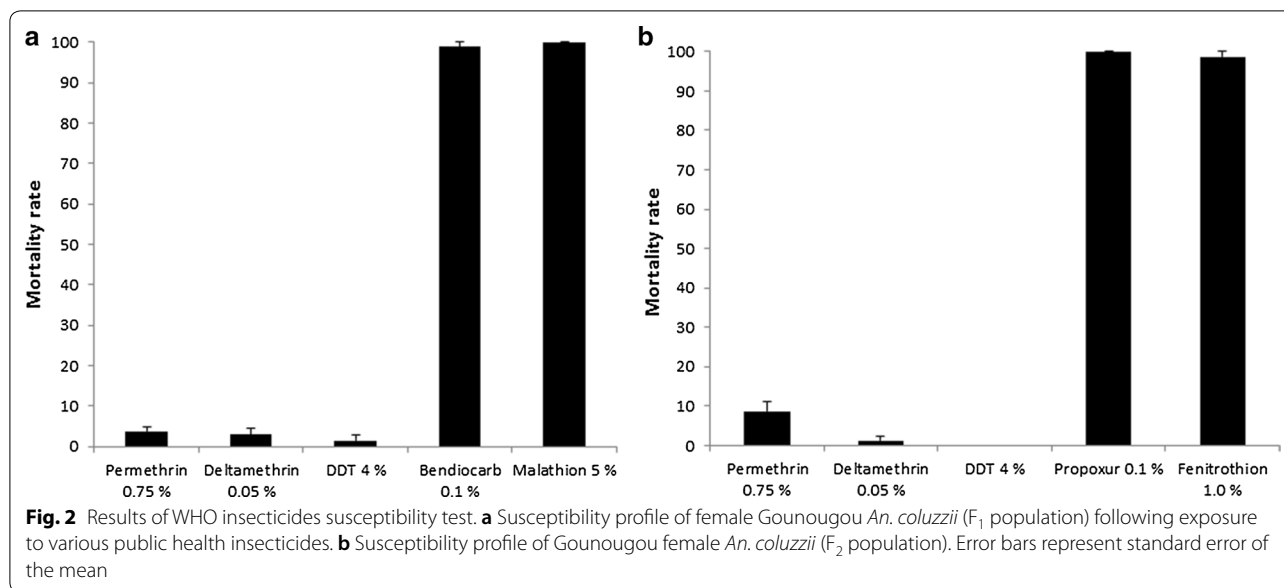 a
100
90
80
70
60
50
40
30
20
10
0
Mortality rate
Permethrin 0.75 %
Deltamethrin 0.05 %
DDT 4 %
Bendiocarb 0.1 %
Malathion 5 %
b
100
90
80
70
60
50
40
30
20
10
0
Mortality rate
Permethrin 0.75 %
Deltamethrin 0.05 %
DDT 4 %
Propoxur 0.1 %
Fenitrothion 1.0 %
Fig. 2 Results of WHO insecticides susceptibility test. a Susceptibility profile of female Gounougou An. coluzzii (F1 population) following exposure
to various public health insecticides. b Susceptibility profile of Gounougou female An. coluzzii (F2 population). Error bars represent standard error of
the mean